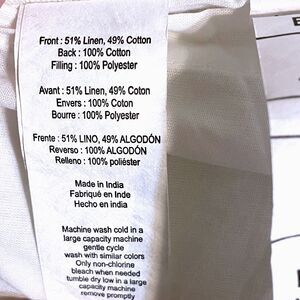 Front : 51% Linen, 49% Cotton
Back : 100% Cotton
Filling : 100% Polyester
Avant : 51% Linen, 49% Coton
Envers : 100% Coton
Bourre : 100% Polyester
Frente : 51% LINO, 49% ALGODÓN
Reverso : 100% ALGODÓN
Relleno : 100% poliéster
Made in India
Fabriqué en Inde
Hecho en india
Machine wash cold in a
large capacity machine
gentle cycle
wash with similar colors
Only non-chlorine
bleach when needed
tumble dry low in a large
capacity machine
remove promptly